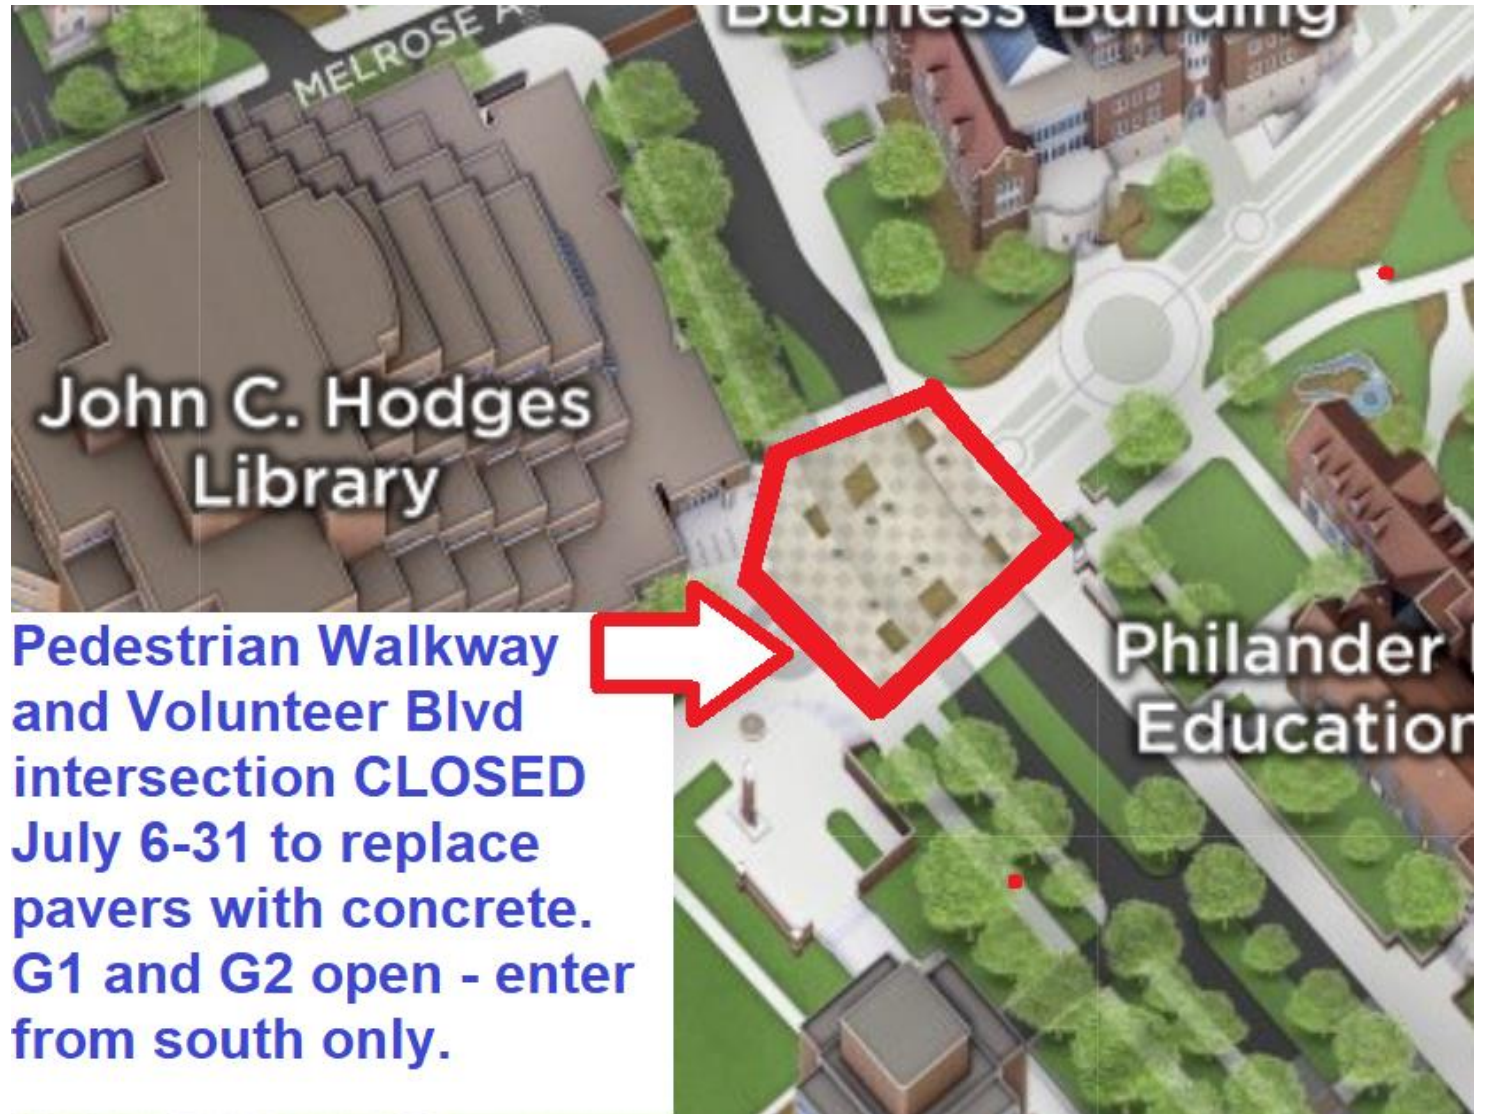 Business Building
MELROSE A
John C. Hodges
Library
Pedestrian Walkway
and Volunteer Blvd
intersection CLOSED
July 6-31 to replace
pavers with concrete.
G1 and G2 open - enter
from south only.
Philander
Education